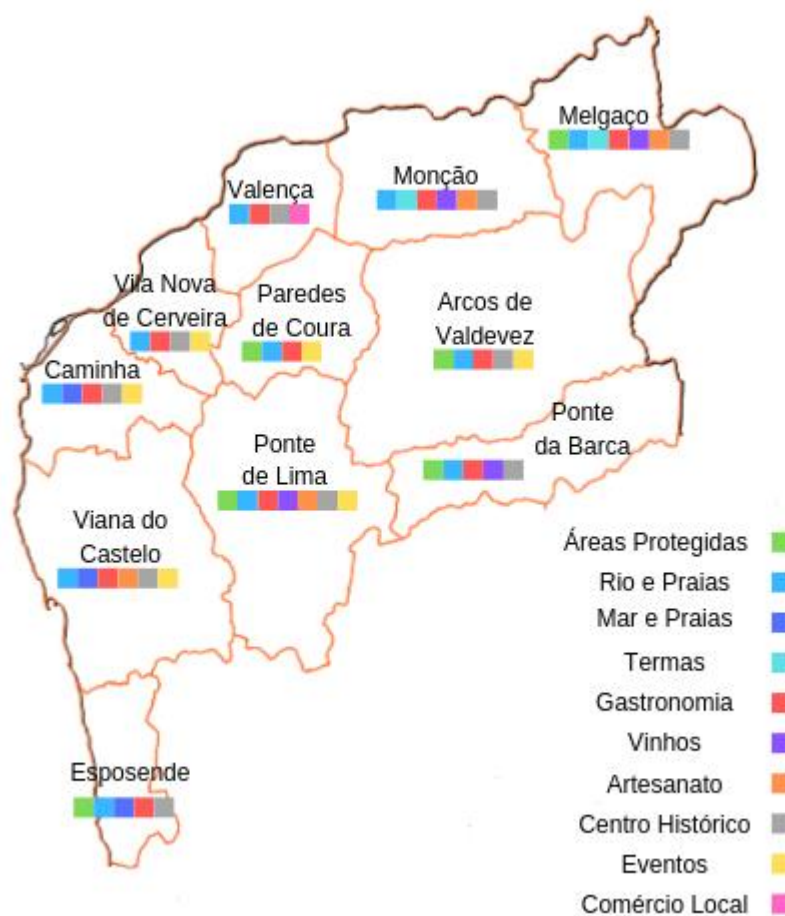 Melgaço
Monção
Valença
Vila Nova
de Cerveira
Paredes
de Coura
Arcos de
Valdevez
Caminha
Ponte
da Barca
Ponte
de Lima
Viana do
Castelo
Esposende
Áreas Protegidas
Rio e Praias
Mar e Praias
Termas
Gastronomia
Vinhos
Artesanato
Centro Histórico
Eventos
Comércio Local